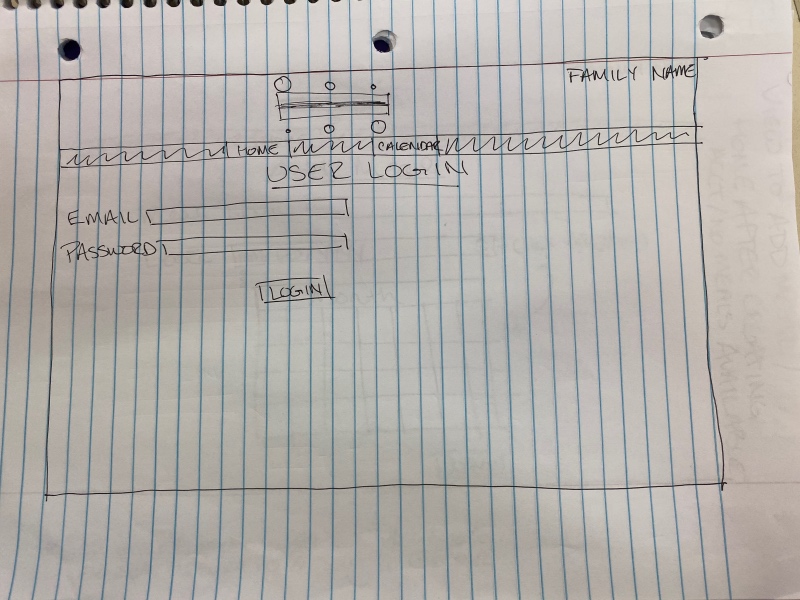 FAMILY NAME
HOME CALENDAR
USER LOGIN
EMAIL
PASSWORD
LOGIN